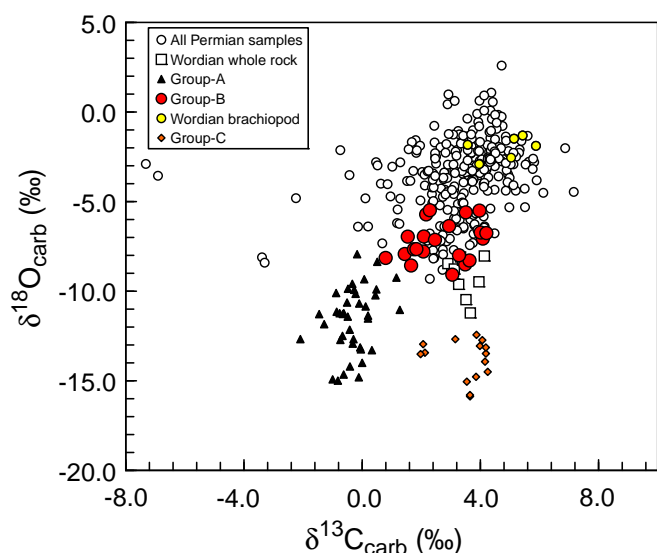 5.0
0.0
-5.0
-10.0
-15.0
-20.0
-8.0 -4.0 0.0 4.0 8.0
δ18Ocarb (‰)
δ13Ccarb (‰)
All Permian samples
Wordian whole rock
Group-A
Group-B
Wordian brachiopod
Group-C